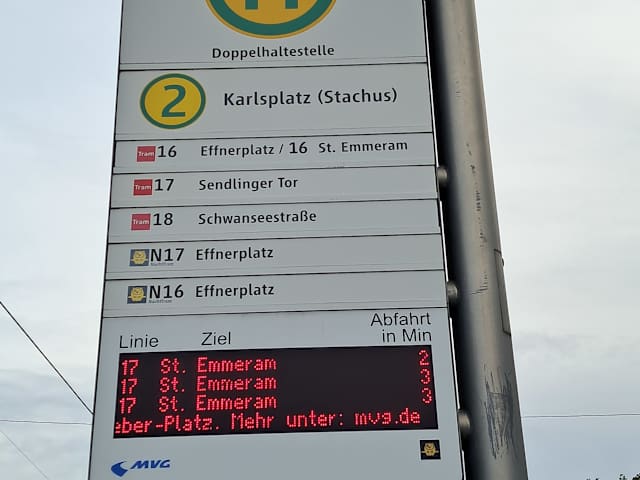 Doppelhaltestelle
2 Karlsplatz (Stachus)
Tram 16 Effnerplatz / 16 St. Emmeram
Tram 17 Sendlinger Tor
Tram 18 Schwanseestraße
N17 Effnerplatz
N16 Effnerplatz
Linie Ziel Abfahrt in Min
17 St. Emmeram 2
17 St. Emmeram 3
17 St. Emmeram 3
eber-Platz. Mehr unter: mvg.de
MVG